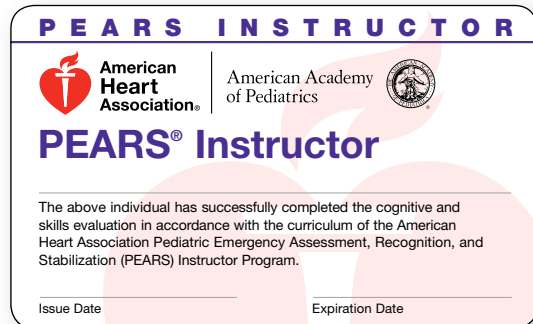 PEARS INSTRUCTOR
American
Heart
Association®
American Academy
of Pediatrics
PEARS® Instructor
The above individual has successfully completed the cognitive and
skills evaluation in accordance with the curriculum of the American
Heart Association Pediatric Emergency Assessment, Recognition, and
Stabilization (PEARS) Instructor Program.
Issue Date
Expiration Date